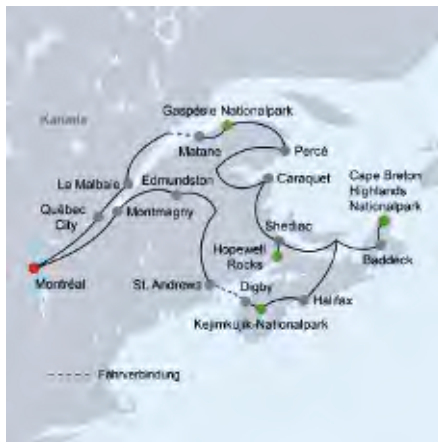 Gaspésie Nationalpark
Kanada
Matane
Percé
Cape Breton
Highlands
Nationalpark
La Malbaie
Edmundston
Caraquet
Québec
City
Montmagny
Shediac
Hopewell
Rocks
Baddeck
Montréal
St. Andrews
Digby
Halifax
Kejimkujik-Nationalpark
Fährverbindung